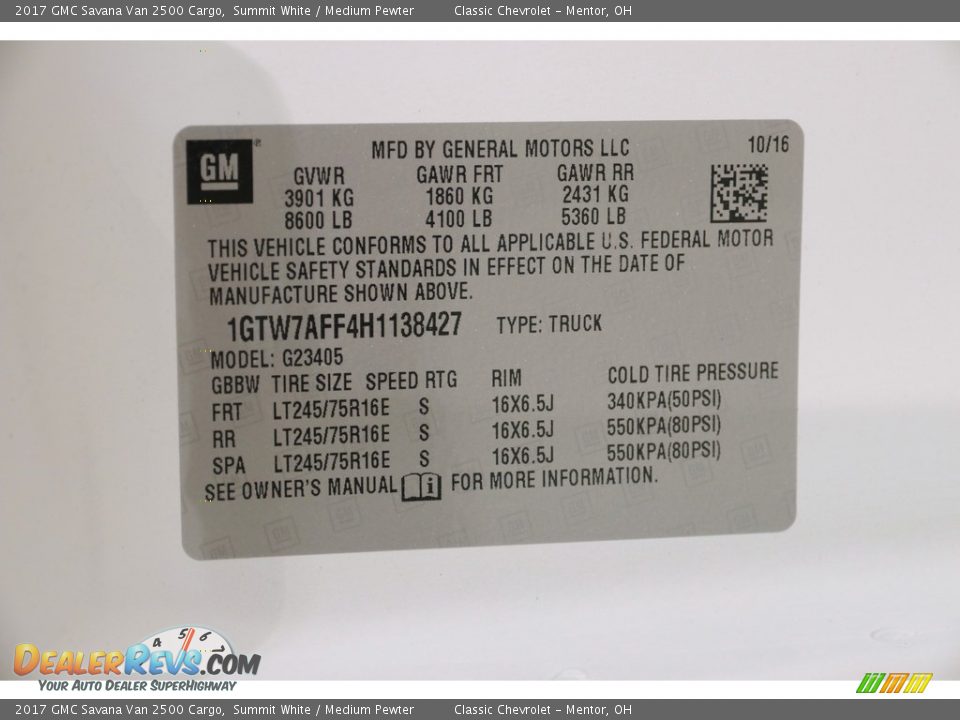 2017 GMC Savana Van 2500 Cargo, Summit White / Medium Pewter Classic Chevrolet - Mentor, OH
GM
MFD BY GENERAL MOTORS LLC 10/16
GVWR GAWR FRT GAWR RR
3901 KG 1860 KG 2431 KG
8600 LB 4100 LB 5360 LB
THIS VEHICLE CONFORMS TO ALL APPLICABLE U.S. FEDERAL MOTOR
VEHICLE SAFETY STANDARDS IN EFFECT ON THE DATE OF
MANUFACTURE SHOWN ABOVE.
1GTW7AFF4H1138427 TYPE: TRUCK
MODEL: G23405
GBBW TIRE SIZE SPEED RTG RIM COLD TIRE PRESSURE
FRT LT245/75R16E S 16X6.5J 340KPA(50PSI)
RR LT245/75R16E S 16X6.5J 550KPA(80PSI)
SPA LT245/75R16E S 16X6.5J 550KPA(80PSI)
SEE OWNER'S MANUAL i FOR MORE INFORMATION.
4 5 6 7
DEALERREVS.COM
YOUR AUTO DEALER SUPERHIGHWAY
2017 GMC Savana Van 2500 Cargo, Summit White / Medium Pewter Classic Chevrolet - Mentor, OH